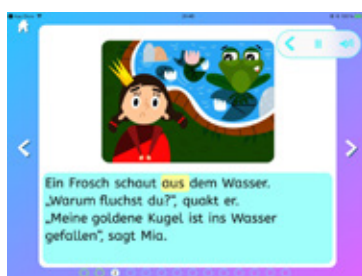 Ein Frosch schaut aus dem Wasser.
„Warum fluchst du?", quakt er.
„Meine goldene Kugel ist ins Wasser
gefallen", sagt Mia.